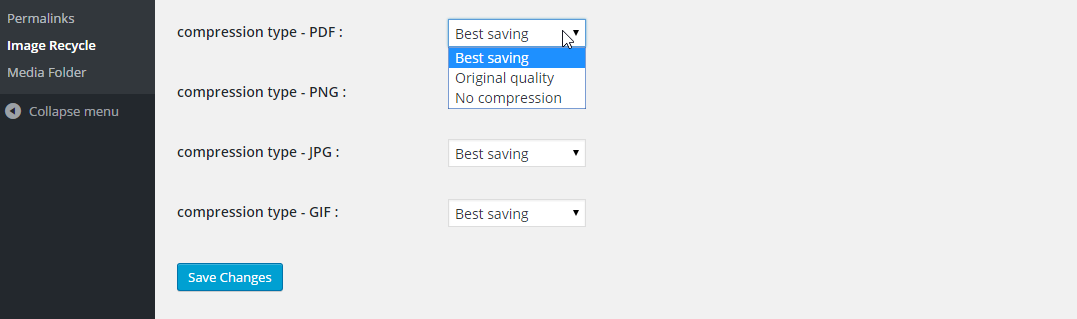 Permalinks
Image Recycle
Media Folder
Collapse menu
compression type - PDF :
Best saving
Best saving
Original quality
No compression
compression type - PNG :
compression type - JPG :
Best saving
compression type - GIF :
Best saving
Save Changes